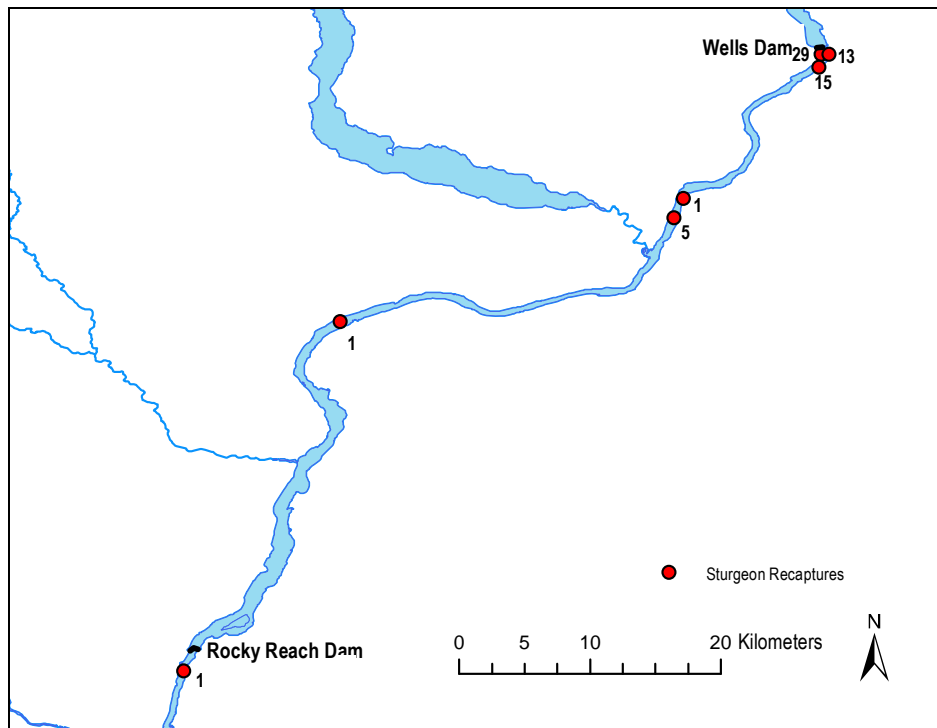 Wells Dam 29 13
15
1
5
1
Sturgeon Recaptures
N
0 5 10 20 Kilometers
Rocky Reach Dam
1